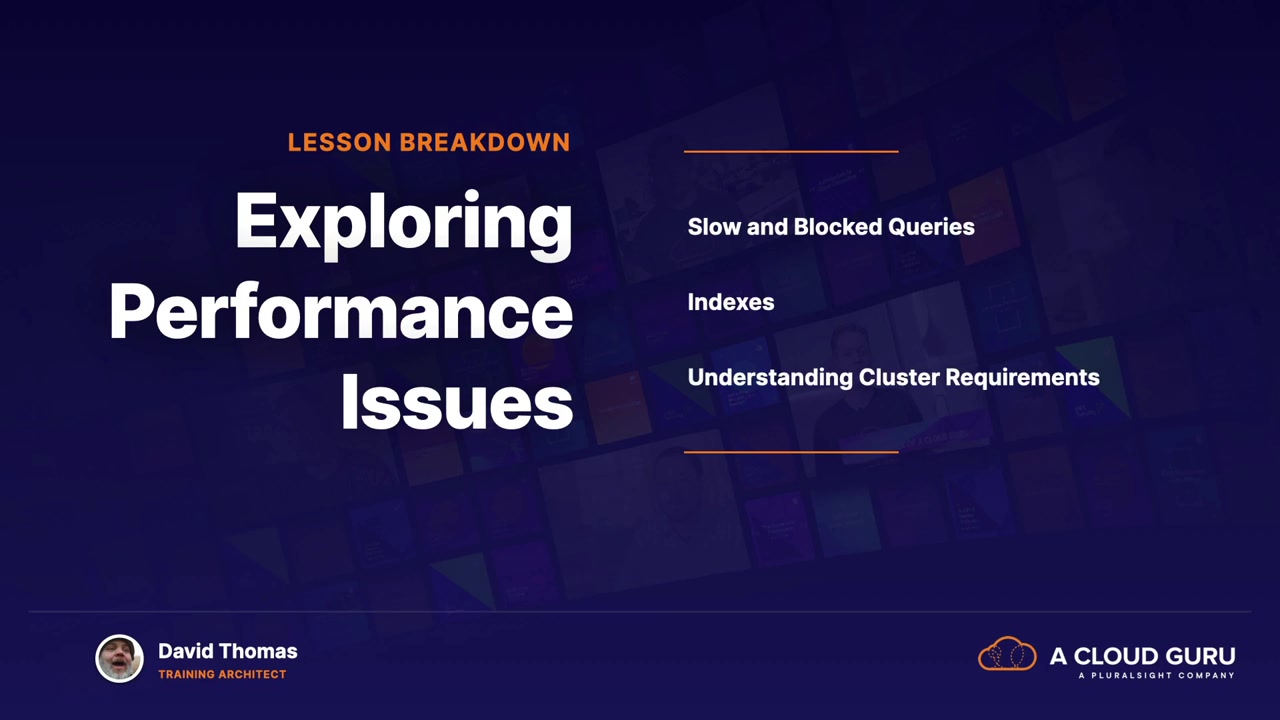 LESSON BREAKDOWN
Exploring
Performance
Issues
Slow and Blocked Queries
Indexes
Understanding Cluster Requirements
David Thomas
TRAINING ARCHITECT
A CLOUD GURU
A PLURALSIGHT COMPANY